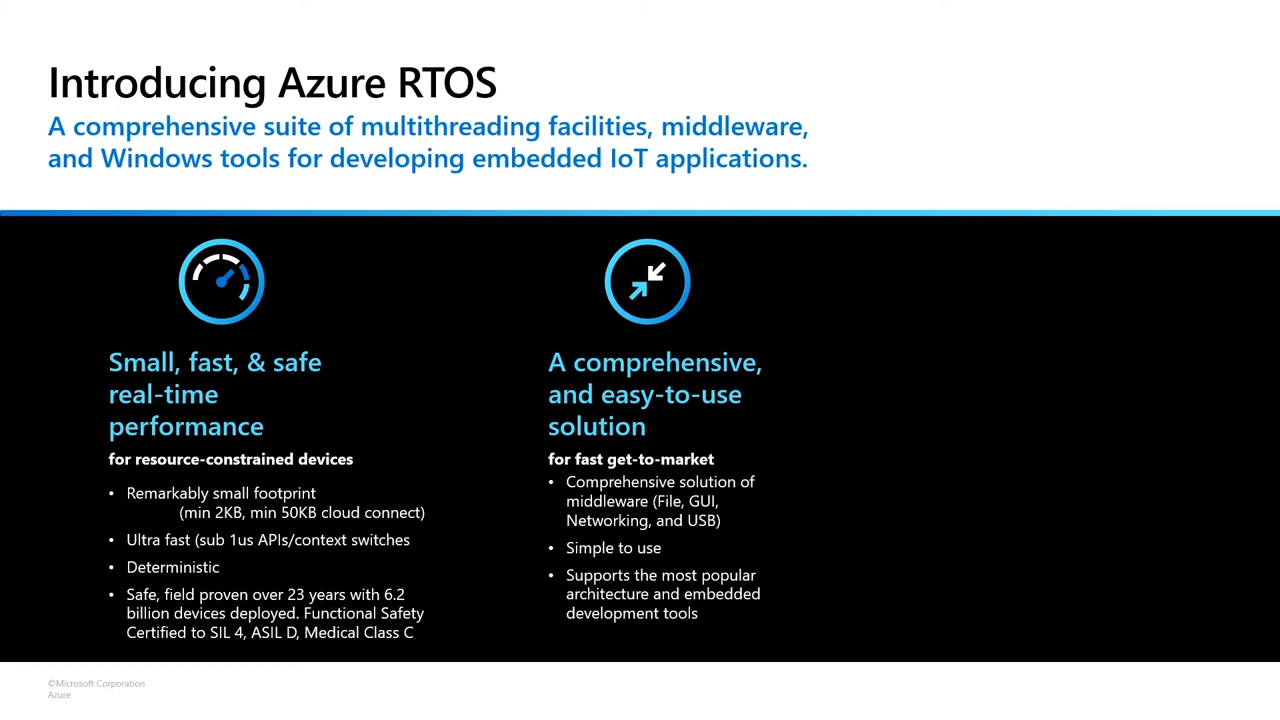 Introducing Azure RTOS
A comprehensive suite of multithreading facilities, middleware,
and Windows tools for developing embedded IoT applications.
Small, fast, & safe
real-time
performance
for resource-constrained devices
• Remarkably small footprint
(min 2KB, min 50KB cloud connect)
• Ultra fast (sub 1us APIs/context switches
• Deterministic
• Safe, field proven over 23 years with 6.2
billion devices deployed. Functional Safety
Certified to SIL 4, ASIL D, Medical Class C
A comprehensive,
and easy-to-use
solution
for fast get-to-market
• Comprehensive solution of
middleware (File, GUI,
Networking, and USB)
• Simple to use
• Supports the most popular
architecture and embedded
development tools
©Microsoft Corporation
Azure